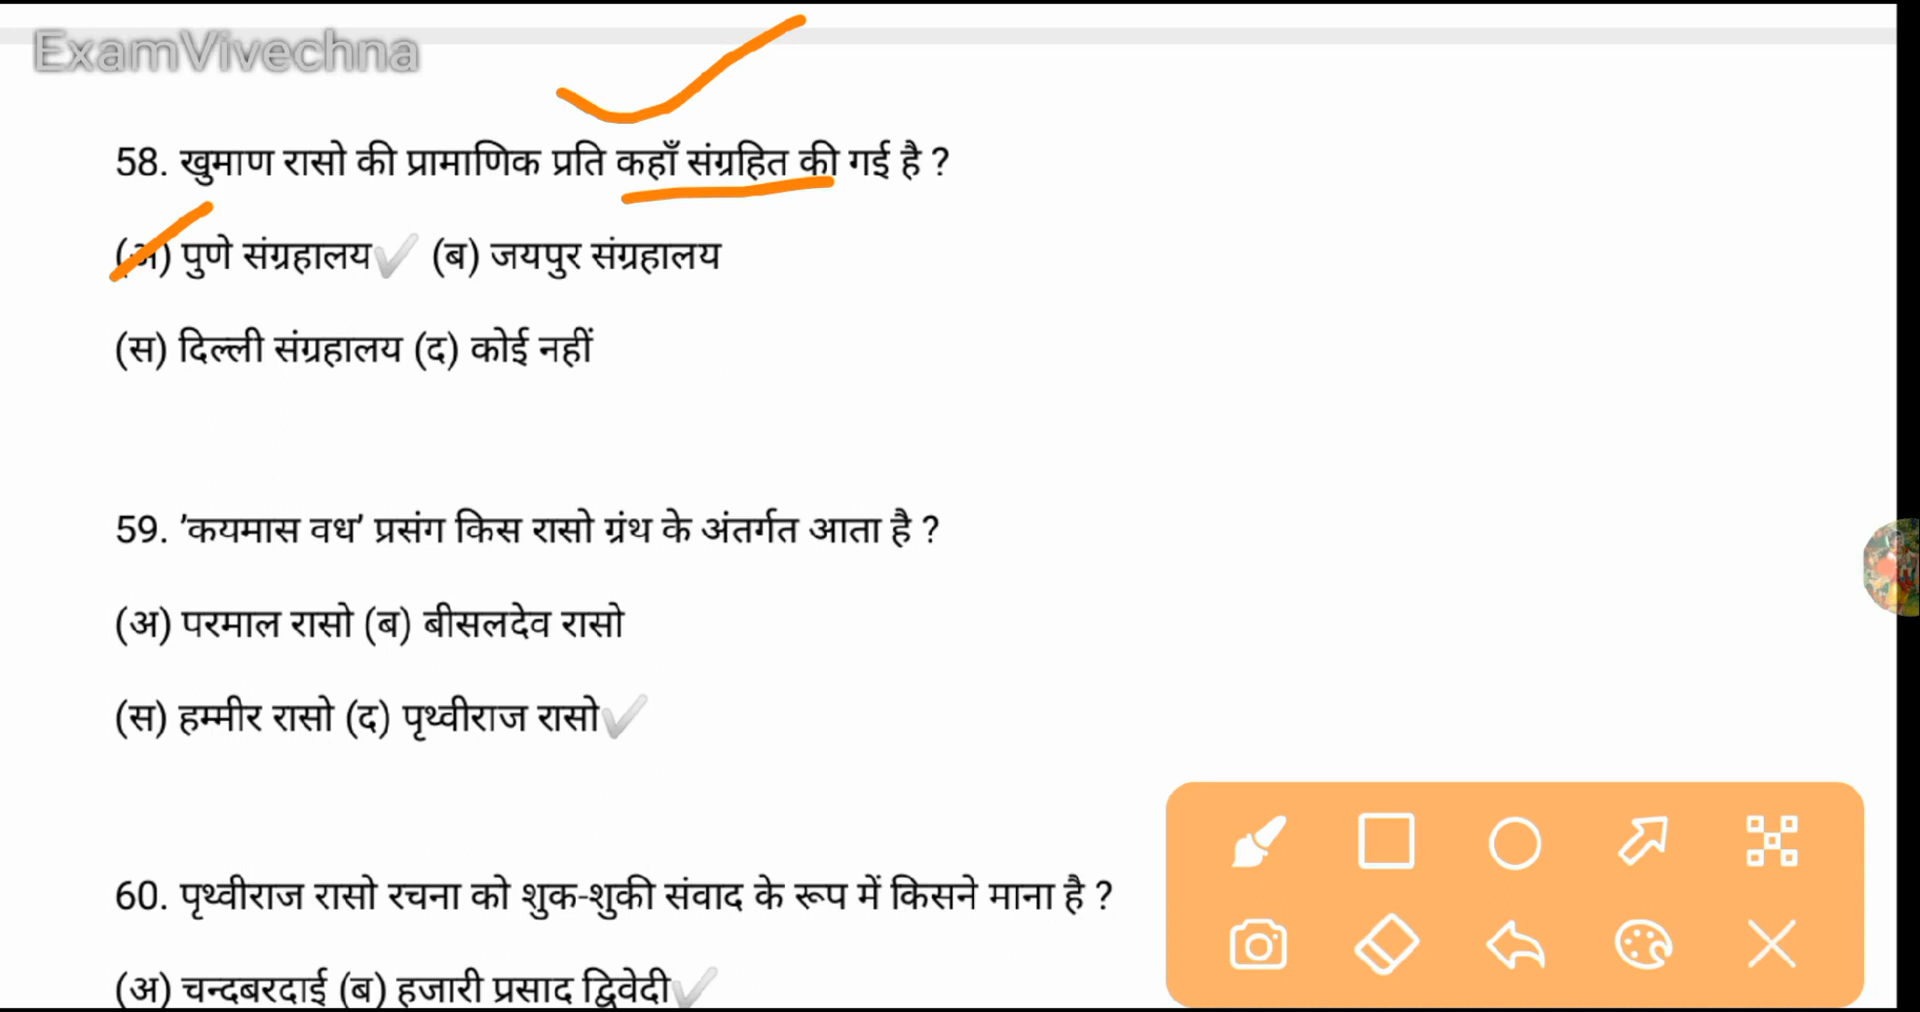 ExamVivechna
58. खुमाण रासो की प्रामाणिक प्रति कहाँ संग्रहित की गई है ?
(अ) पुणे संग्रहालय✔ (ब) जयपुर संग्रहालय
(स) दिल्ली संग्रहालय (द) कोई नहीं
59. ’कयमास वध’ प्रसंग किस रासो ग्रंथ के अंतर्गत आता है ?
(अ) परमाल रासो (ब) बीसलदेव रासो
(स) हम्मीर रासो (द) पृथ्वीराज रासो✔
60. पृथ्वीराज रासो रचना को शुक-शुकी संवाद के रूप में किसने माना है ?
(अ) चन्दबरदाई (ब) हजारी प्रसाद द्विवेदी✔